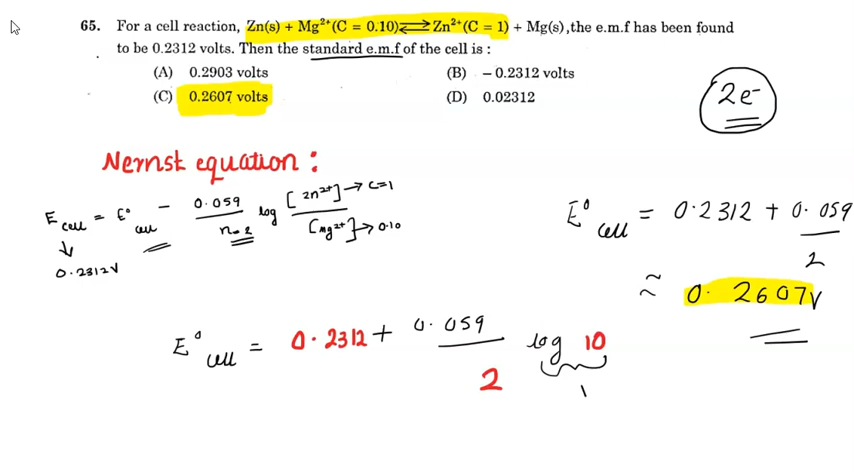 65. For a cell reaction, Zn(s) + Mg²⁺(C = 0.10)⇌Zn²⁺(C = 1) + Mg(s),the e.m.f has been found
to be 0.2312 volts. Then the standard e.m.f of the cell is :
(A) 0.2903 volts (B) – 0.2312 volts
(C) 0.2607 volts (D) 0.02312
2e⁻
Nernst equation :
E cell = E° cell – 0.059/n=2 log [Zn²⁺]→C=1/[Mg²⁺]→0.10
↓
0.2312V
E° cell = 0.2312 + 0.059/2
≈ 0.2607V
E° cell = 0.2312 + 0.059/2 log 10
1